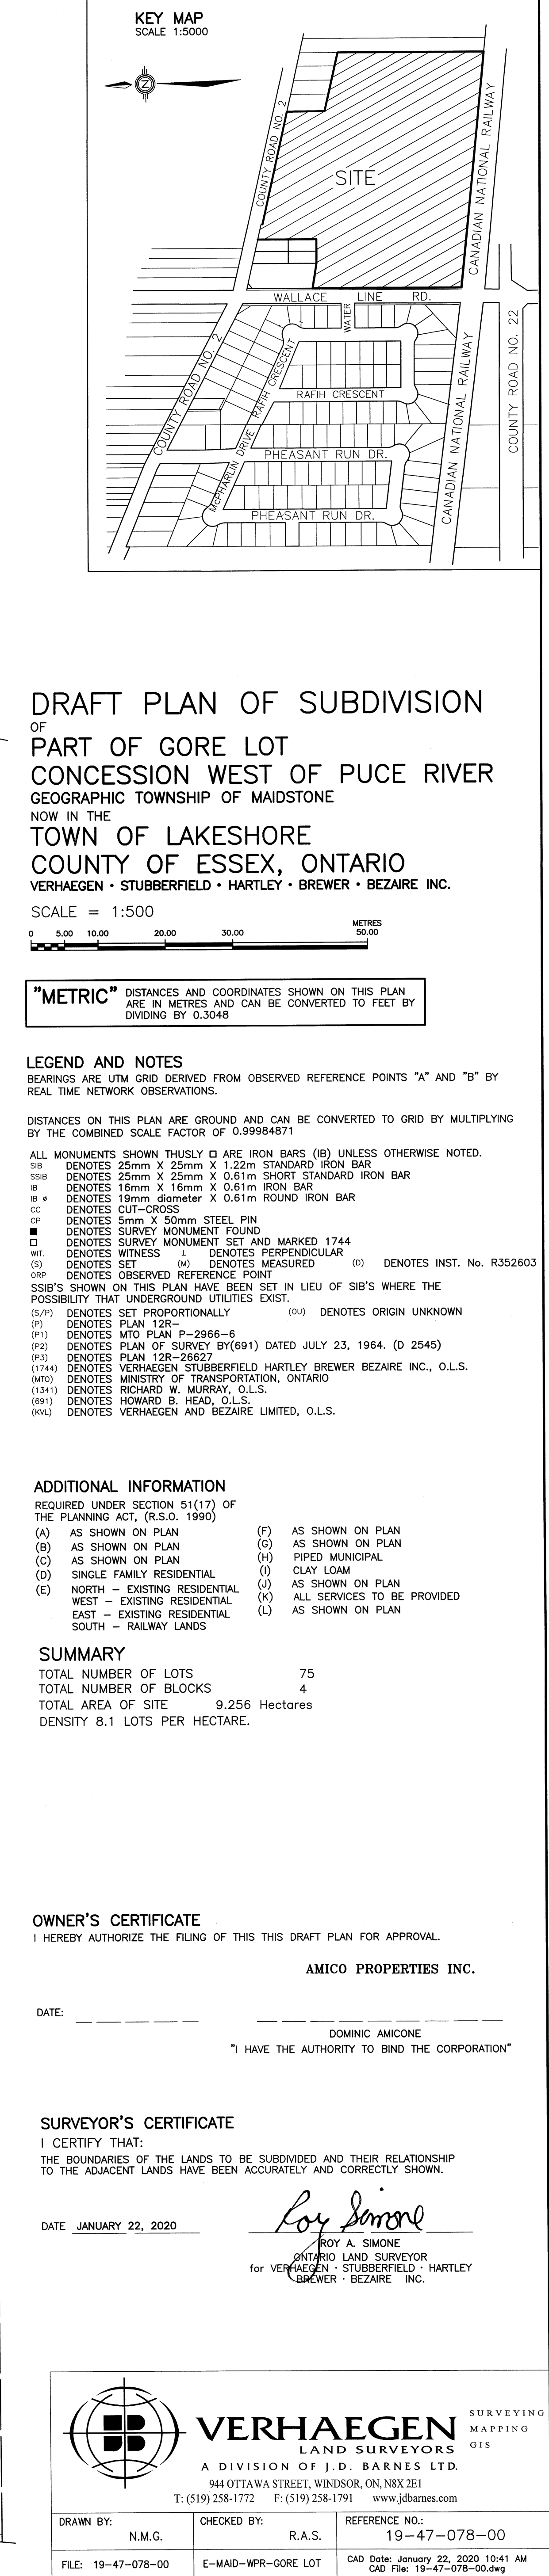 KEY MAP
SCALE 1:5000
N
COUNTY ROAD NO. 2
SITE
CANADIAN NATIONAL RAILWAY
WALLACE LINE RD.
WATER
COUNTY ROAD NO. 2
RAFIH CRESCENT
RAFIH CRESCENT
CANADIAN NATIONAL RAILWAY
COUNTY ROAD NO. 22
McPHARLIN DRIVE
PHEASANT RUN DR.
PHEASANT RUN DR.
DRAFT PLAN OF SUBDIVISION
OF
PART OF GORE LOT
CONCESSION WEST OF PUCE RIVER
GEOGRAPHIC TOWNSHIP OF MAIDSTONE
NOW IN THE
TOWN OF LAKESHORE
COUNTY OF ESSEX, ONTARIO
VERHAEGEN • STUBBERFIELD • HARTLEY • BREWER • BEZAIRE INC.
SCALE = 1:500
METRES
0 5.00 10.00 20.00 30.00 50.00
"METRIC" DISTANCES AND COORDINATES SHOWN ON THIS PLAN
ARE IN METRES AND CAN BE CONVERTED TO FEET BY
DIVIDING BY 0.3048
LEGEND AND NOTES
BEARINGS ARE UTM GRID DERIVED FROM OBSERVED REFERENCE POINTS "A" AND "B" BY
REAL TIME NETWORK OBSERVATIONS.
DISTANCES ON THIS PLAN ARE GROUND AND CAN BE CONVERTED TO GRID BY MULTIPLYING
BY THE COMBINED SCALE FACTOR OF 0.99984871
ALL MONUMENTS SHOWN THUSLY □ ARE IRON BARS (IB) UNLESS OTHERWISE NOTED.
SIB DENOTES 25mm X 25mm X 1.22m STANDARD IRON BAR
SSIB DENOTES 25mm X 25mm X 0.61m SHORT STANDARD IRON BAR
IB DENOTES 16mm X 16mm X 0.61m IRON BAR
IB ø DENOTES 19mm diameter X 0.61m ROUND IRON BAR
CC DENOTES CUT-CROSS
CP DENOTES 5mm X 50mm STEEL PIN
■ DENOTES SURVEY MONUMENT FOUND
□ DENOTES SURVEY MONUMENT SET AND MARKED 1744
WIT. DENOTES WITNESS ⊥ DENOTES PERPENDICULAR
(S) DENOTES SET (M) DENOTES MEASURED (D) DENOTES INST. No. R352603
ORP DENOTES OBSERVED REFERENCE POINT
SSIB'S SHOWN ON THIS PLAN HAVE BEEN SET IN LIEU OF SIB'S WHERE THE
POSSIBILITY THAT UNDERGROUND UTILITIES EXIST.
(S/P) DENOTES SET PROPORTIONALLY (OU) DENOTES ORIGIN UNKNOWN
(P) DENOTES PLAN 12R-
(P1) DENOTES MTO PLAN P-2966-6
(P2) DENOTES PLAN OF SURVEY BY(691) DATED JULY 23, 1964. (D 2545)
(P3) DENOTES PLAN 12R-26627
(1744) DENOTES VERHAEGEN STUBBERFIELD HARTLEY BREWER BEZAIRE INC., O.L.S.
(MTO) DENOTES MINISTRY OF TRANSPORTATION, ONTARIO
(1341) DENOTES RICHARD W. MURRAY, O.L.S.
(691) DENOTES HOWARD B. HEAD, O.L.S.
(KVL) DENOTES VERHAEGEN AND BEZAIRE LIMITED, O.L.S.
ADDITIONAL INFORMATION
REQUIRED UNDER SECTION 51(17) OF
THE PLANNING ACT, (R.S.O. 1990)
(A) AS SHOWN ON PLAN
(B) AS SHOWN ON PLAN
(C) AS SHOWN ON PLAN
(D) SINGLE FAMILY RESIDENTIAL
(E) NORTH – EXISTING RESIDENTIAL
WEST – EXISTING RESIDENTIAL
EAST – EXISTING RESIDENTIAL
SOUTH – RAILWAY LANDS
(F) AS SHOWN ON PLAN
(G) AS SHOWN ON PLAN
(H) PIPED MUNICIPAL
(I) CLAY LOAM
(J) AS SHOWN ON PLAN
(K) ALL SERVICES TO BE PROVIDED
(L) AS SHOWN ON PLAN
SUMMARY
TOTAL NUMBER OF LOTS 75
TOTAL NUMBER OF BLOCKS 4
TOTAL AREA OF SITE 9.256 Hectares
DENSITY 8.1 LOTS PER HECTARE.
OWNER'S CERTIFICATE
I HEREBY AUTHORIZE THE FILING OF THIS THIS DRAFT PLAN FOR APPROVAL.
AMICO PROPERTIES INC.
DATE:
DOMINIC AMICONE
"I HAVE THE AUTHORITY TO BIND THE CORPORATION"
SURVEYOR'S CERTIFICATE
I CERTIFY THAT:
THE BOUNDARIES OF THE LANDS TO BE SUBDIVIDED AND THEIR RELATIONSHIP
TO THE ADJACENT LANDS HAVE BEEN ACCURATELY AND CORRECTLY SHOWN.
Roy Simone
DATE JANUARY 22, 2020
ROY A. SIMONE
ONTARIO LAND SURVEYOR
for VERHAEGEN • STUBBERFIELD • HARTLEY
BREWER • BEZAIRE INC.
VERHAEGEN
LAND SURVEYORS
A DIVISION OF J.D. BARNES LTD.
SURVEYING
MAPPING
GIS
944 OTTAWA STREET, WINDSOR, ON, N8X 2E1
T: (519) 258-1772 F: (519) 258-1791 www.jdbarnes.com
DRAWN BY:
N.M.G.
CHECKED BY:
R.A.S.
REFERENCE NO.:
19-47-078-00
FILE: 19-47-078-00
E-MAID-WPR-GORE LOT
CAD Date: January 22, 2020 10:41 AM
CAD File: 19-47-078-00.dwg